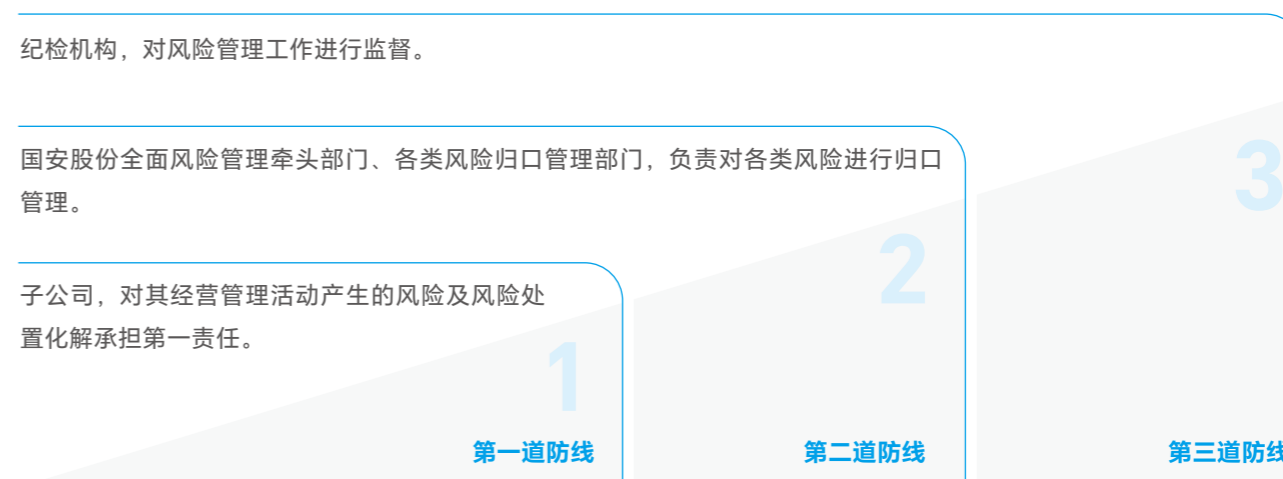 纪检机构，对风险管理工作进行监督。
国安股份全面风险管理牵头部门、各类风险归口管理部门，负责对各类风险进行归口
管理。
子公司，对其经营管理活动产生的风险及风险处
置化解承担第一责任。
3
2
1
第一道防线
第二道防线
第三道防线